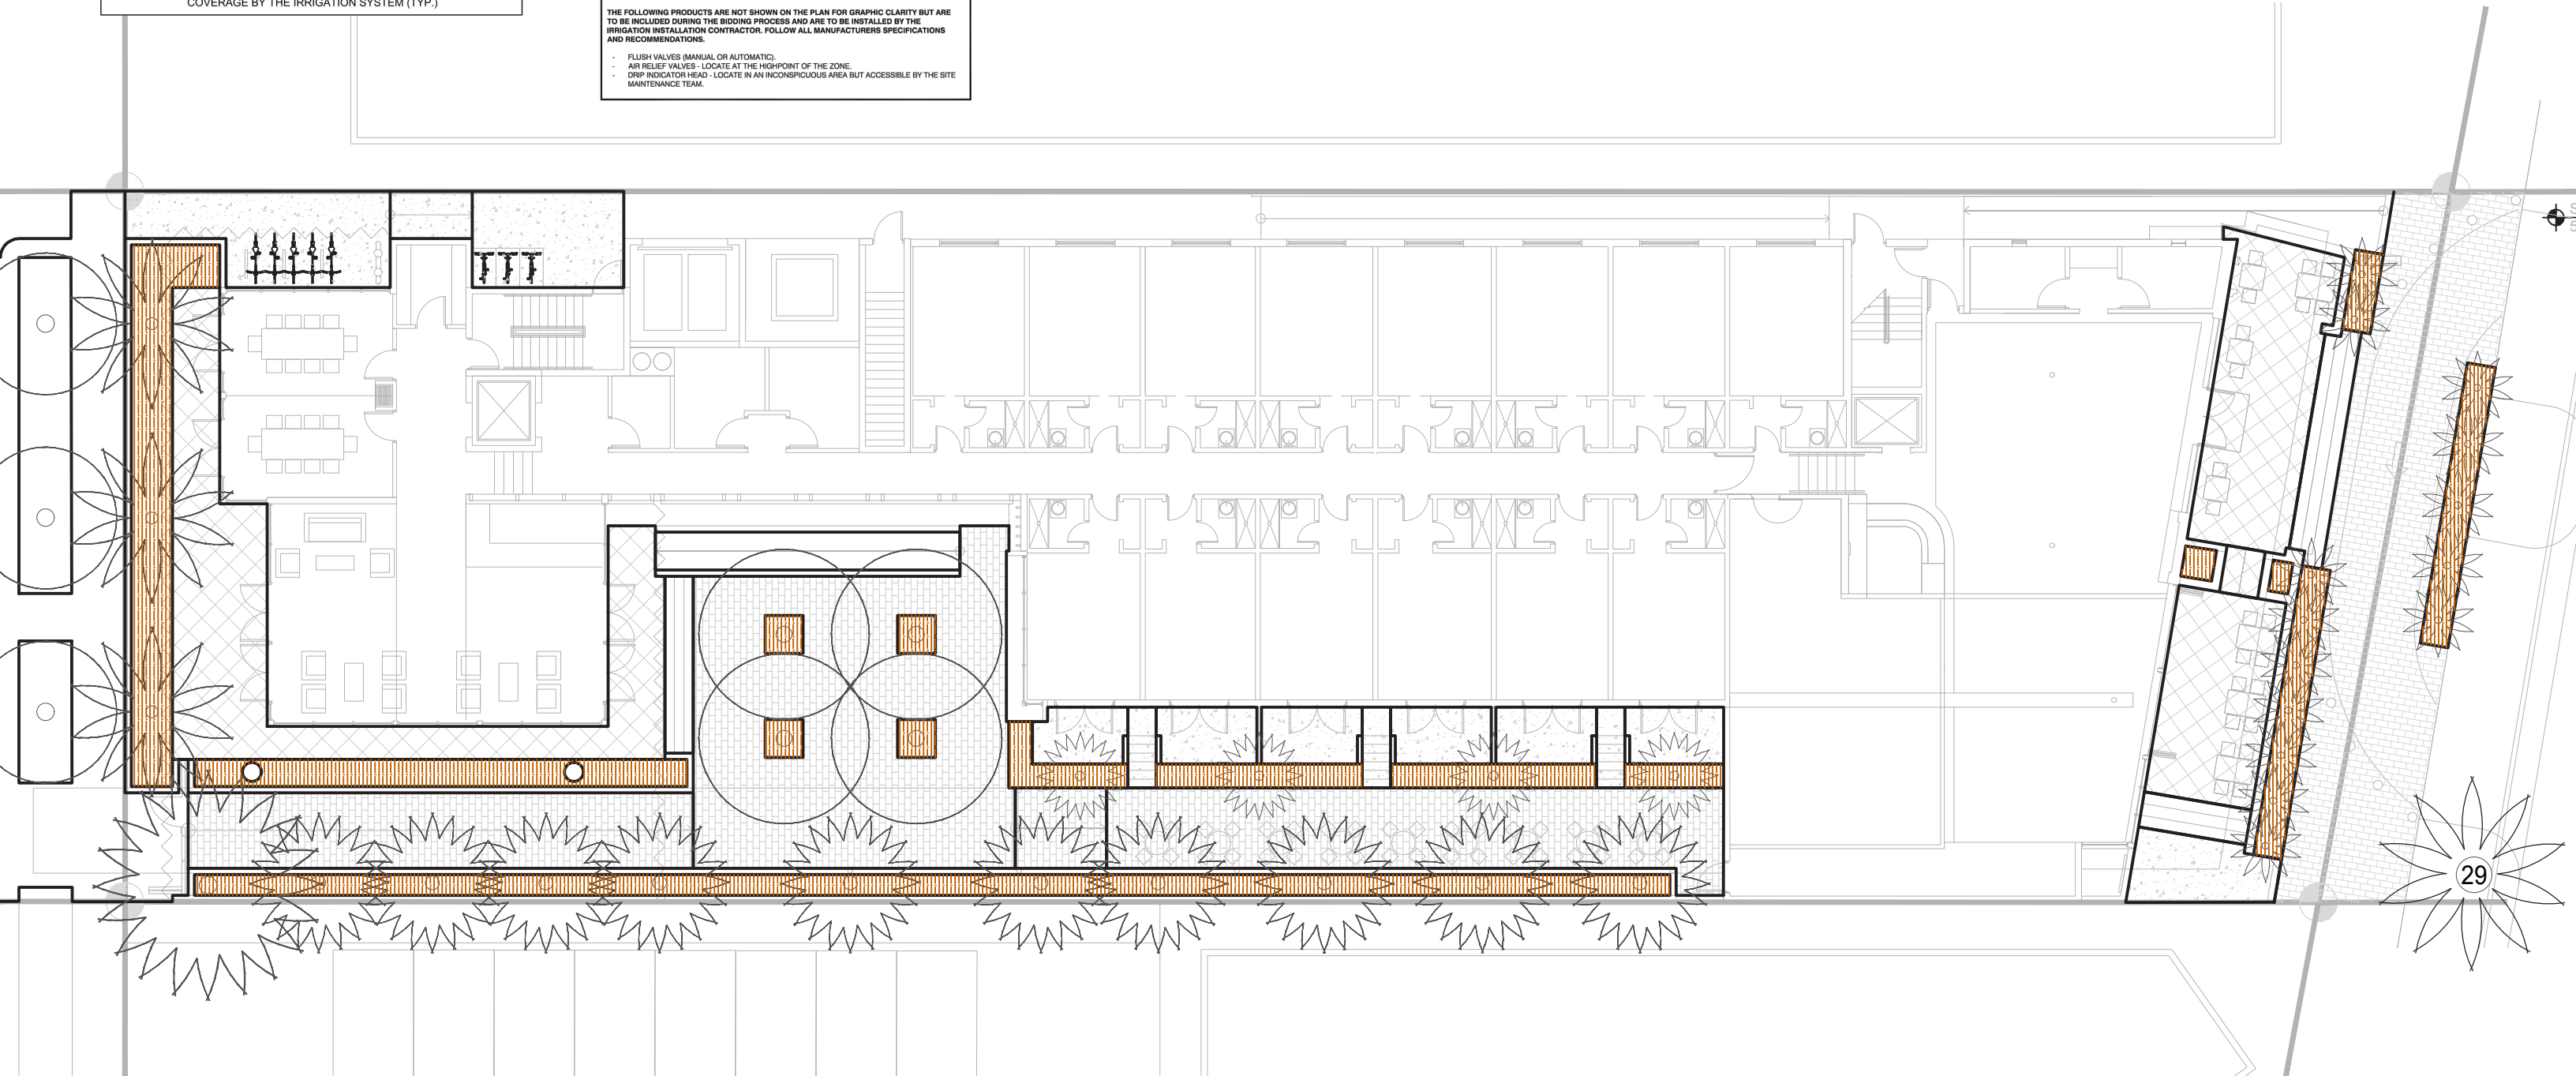 COVERAGE BY THE IRRIGATION SYSTEM (TYP.)
THE FOLLOWING PRODUCTS ARE NOT SHOWN ON THE PLAN FOR GRAPHIC CLARITY BUT ARE
TO BE INCLUDED DURING THE BIDDING PROCESS AND ARE TO BE INSTALLED BY THE
IRRIGATION INSTALLATION CONTRACTOR. FOLLOW ALL MANUFACTURERS SPECIFICATIONS
AND RECOMMENDATIONS.
- FLUSH VALVES (MANUAL OR AUTOMATIC).
- AIR RELIEF VALVES - LOCATE AT THE HIGHPOINT OF THE ZONE.
- DRIP INDICATOR HEAD - LOCATE IN AN INCONSPICUOUS AREA BUT ACCESSIBLE BY THE SITE
MAINTENANCE TEAM.
29